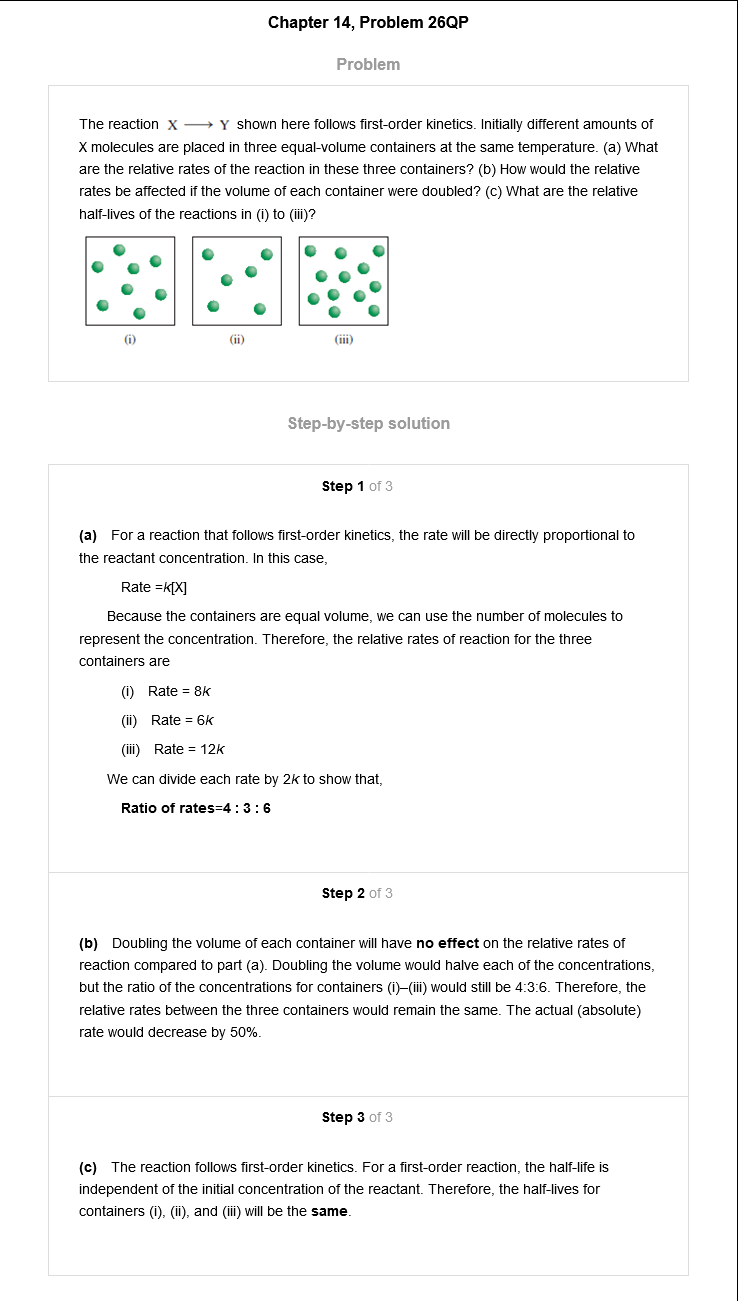 Chapter 14, Problem 26QP
Problem
The reaction X ⟶ Y shown here follows first-order kinetics. Initially different amounts of
X molecules are placed in three equal-volume containers at the same temperature. (a) What
are the relative rates of the reaction in these three containers? (b) How would the relative
rates be affected if the volume of each container were doubled? (c) What are the relative
half-lives of the reactions in (i) to (iii)?
(i) (ii) (iii)
Step-by-step solution
Step 1 of 3
(a) For a reaction that follows first-order kinetics, the rate will be directly proportional to
the reactant concentration. In this case,
Rate =k[X]
Because the containers are equal volume, we can use the number of molecules to
represent the concentration. Therefore, the relative rates of reaction for the three
containers are
(i) Rate = 8k
(ii) Rate = 6k
(iii) Rate = 12k
We can divide each rate by 2k to show that,
Ratio of rates=4 : 3 : 6
Step 2 of 3
(b) Doubling the volume of each container will have no effect on the relative rates of
reaction compared to part (a). Doubling the volume would halve each of the concentrations,
but the ratio of the concentrations for containers (i)–(iii) would still be 4:3:6. Therefore, the
relative rates between the three containers would remain the same. The actual (absolute)
rate would decrease by 50%.
Step 3 of 3
(c) The reaction follows first-order kinetics. For a first-order reaction, the half-life is
independent of the initial concentration of the reactant. Therefore, the half-lives for
containers (i), (ii), and (iii) will be the same.